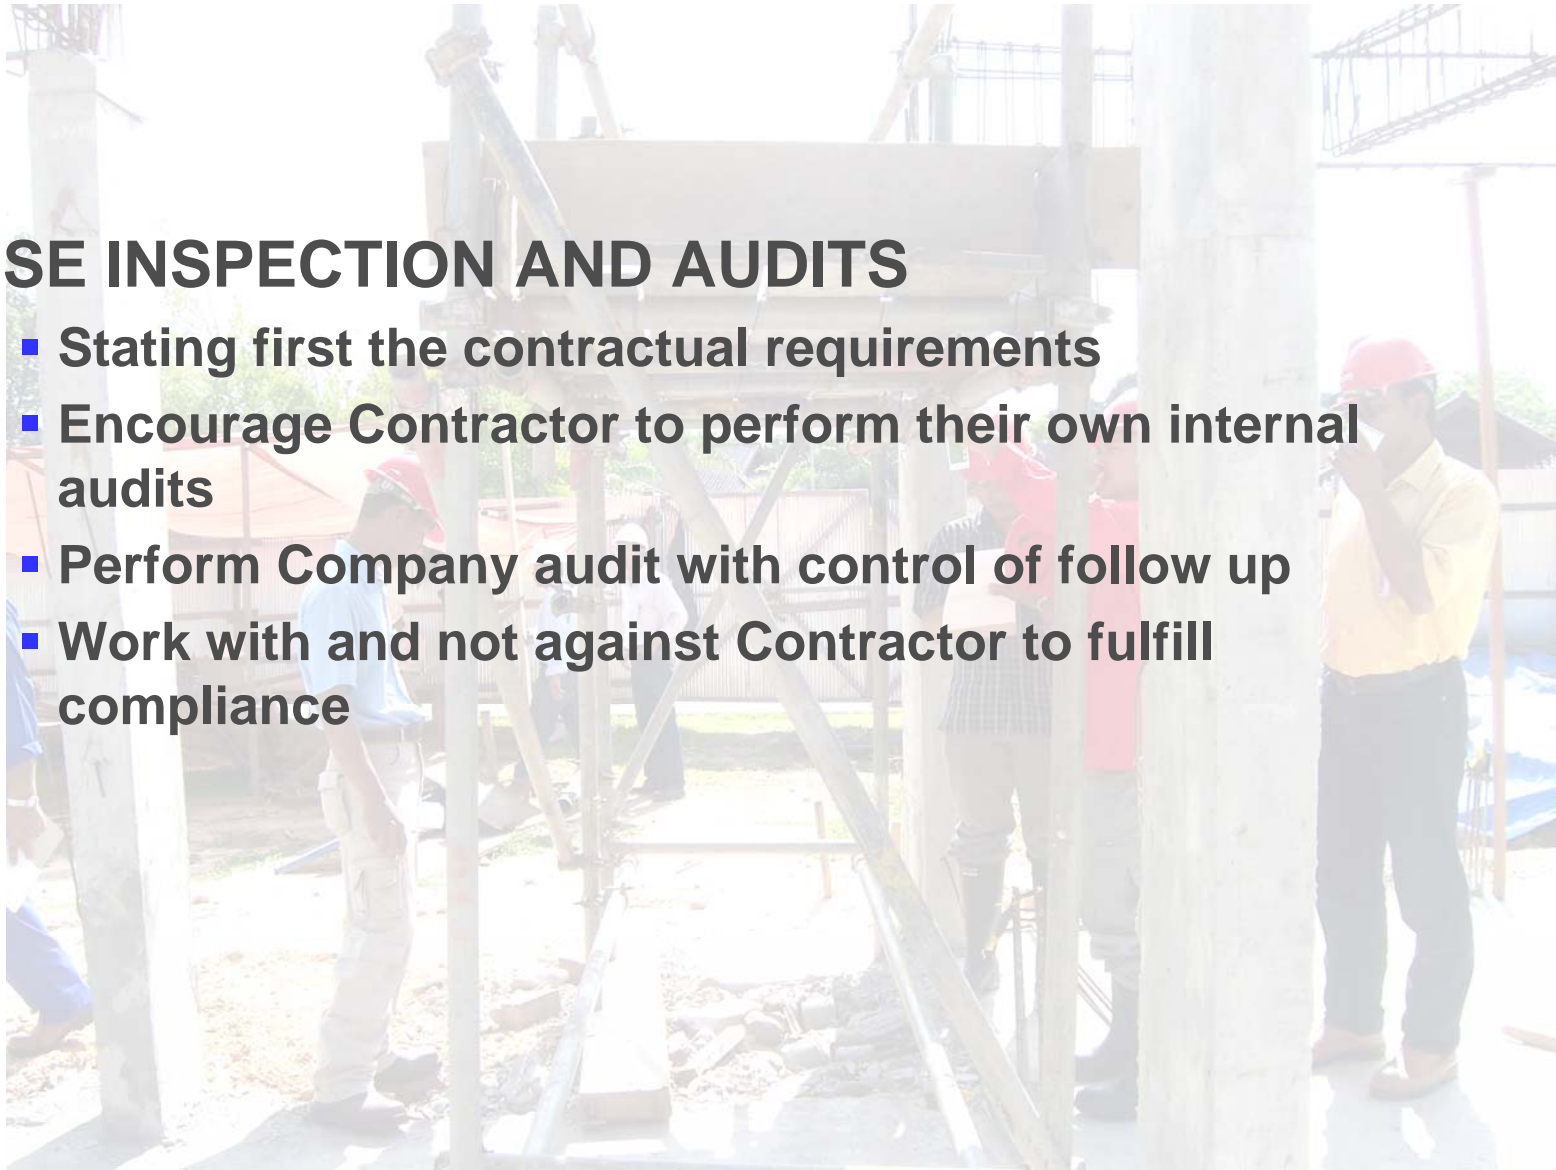 SE INSPECTION AND AUDITS
Stating first the contractual requirements
Encourage Contractor to perform their own internal
audits
Perform Company audit with control of follow up
Work with and not against Contractor to fulfill
compliance